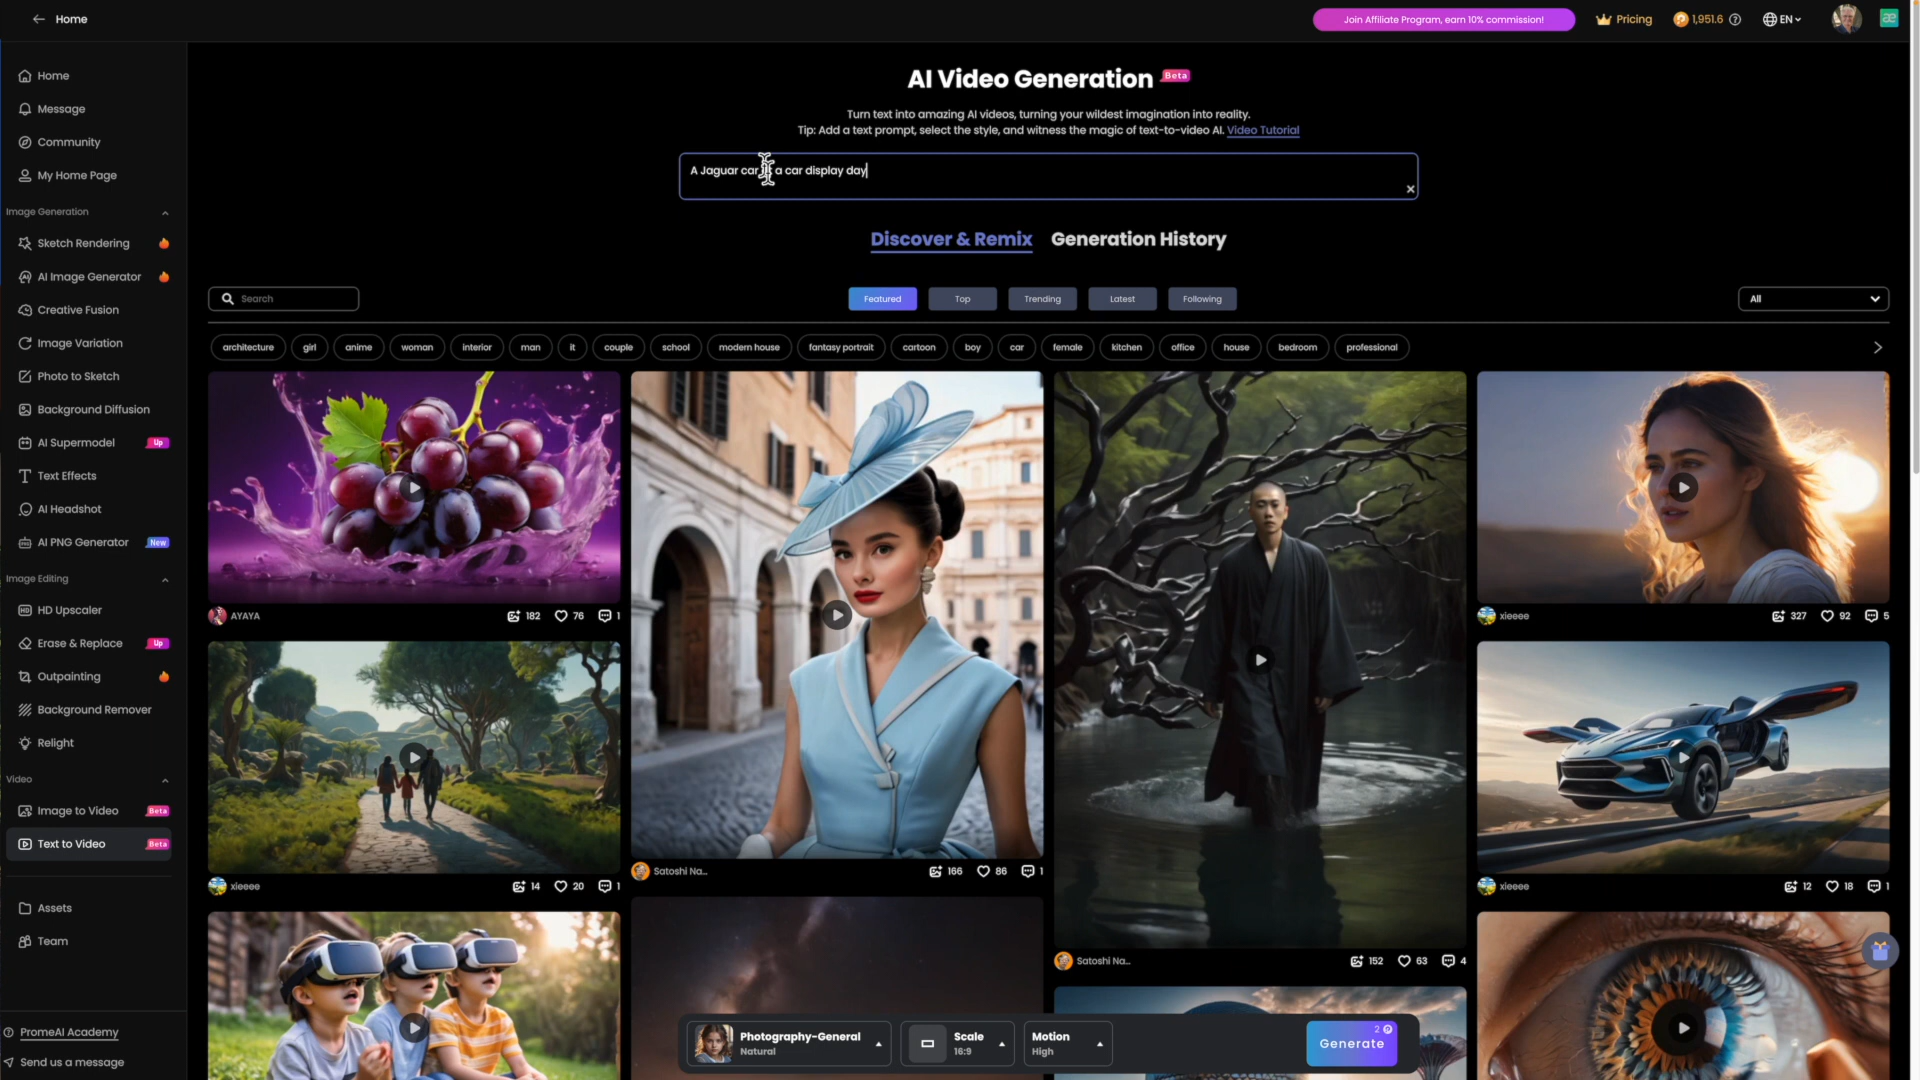 Home
Join Affiliate Program, earn 10% commission!
Pricing
1,951.6
EN
Home
Message
Community
My Home Page
Image Generation
Sketch Rendering
AI Image Generator
Creative Fusion
Image Variation
Photo to Sketch
Background Diffusion
AI Supermodel Up
Text Effects
AI Headshot
AI PNG Generator New
Image Editing
HD Upscaler
Erase & Replace Up
Outpainting
Background Remover
Relight
Video
Image to Video Beta
Text to Video Beta
Assets
Team
PromeAI Academy
Send us a message
AI Video Generation Beta
Turn text into amazing AI videos, turning your wildest imagination into reality.
Tip: Add a text prompt, select the style, and witness the magic of text-to-video AI. Video Tutorial
A Jaguar car a car display day
Discover & Remix Generation History
Search
Featured Top Trending Latest Following
All
architecture girl anime woman interior man it couple school modern house fantasy portrait cartoon boy car female kitchen office house bedroom professional
AYAYA 182 76 1
xieeee 327 92 5
Satoshi Na... 166 86 1
xieeee 14 20 1
xieeee 12 18 1
Satoshi Na... 152 63 4
Photography-General
Natural
Scale
16:9
Motion
High
2
Generate